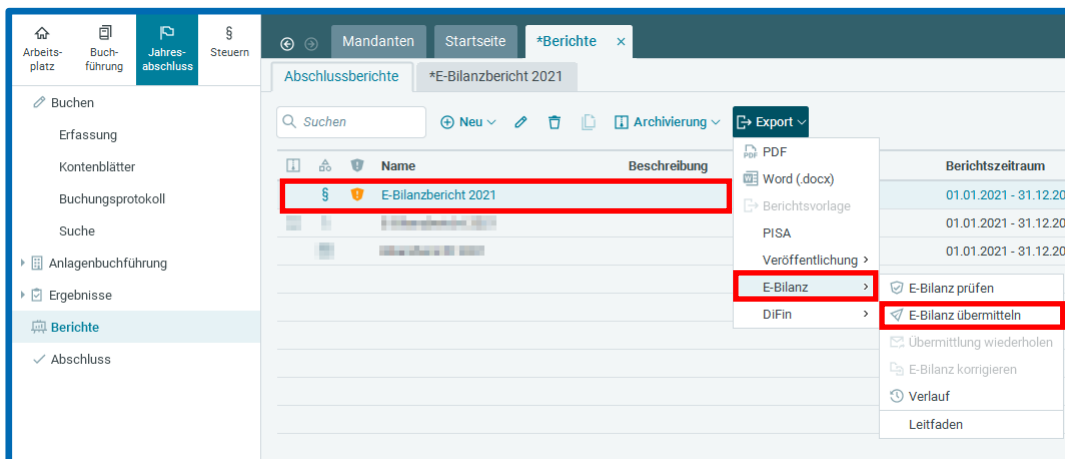 Arbeits-
platz
Buch-
führung
Jahres-
abschluss
§
Steuern
Mandanten
Startseite
*Berichte ×
Abschlussberichte
*E-Bilanzbericht 2021
Buchen
Erfassung
Kontenblätter
Buchungsprotokoll
Suche
Anlagenbuchführung
Ergebnisse
Berichte
Abschluss
Suchen
Neu
Archivierung
Export
Name
Beschreibung
Berichtszeitraum
§ E-Bilanzbericht 2021
01.01.2021 - 31.12.20
01.01.2021 - 31.12.20
01.01.2021 - 31.12.20
PDF
Word (.docx)
Berichtsvorlage
PISA
Veröffentlichung >
E-Bilanz >
DiFin >
E-Bilanz prüfen
E-Bilanz übermitteln
Übermittlung wiederholen
E-Bilanz korrigieren
Verlauf
Leitfaden